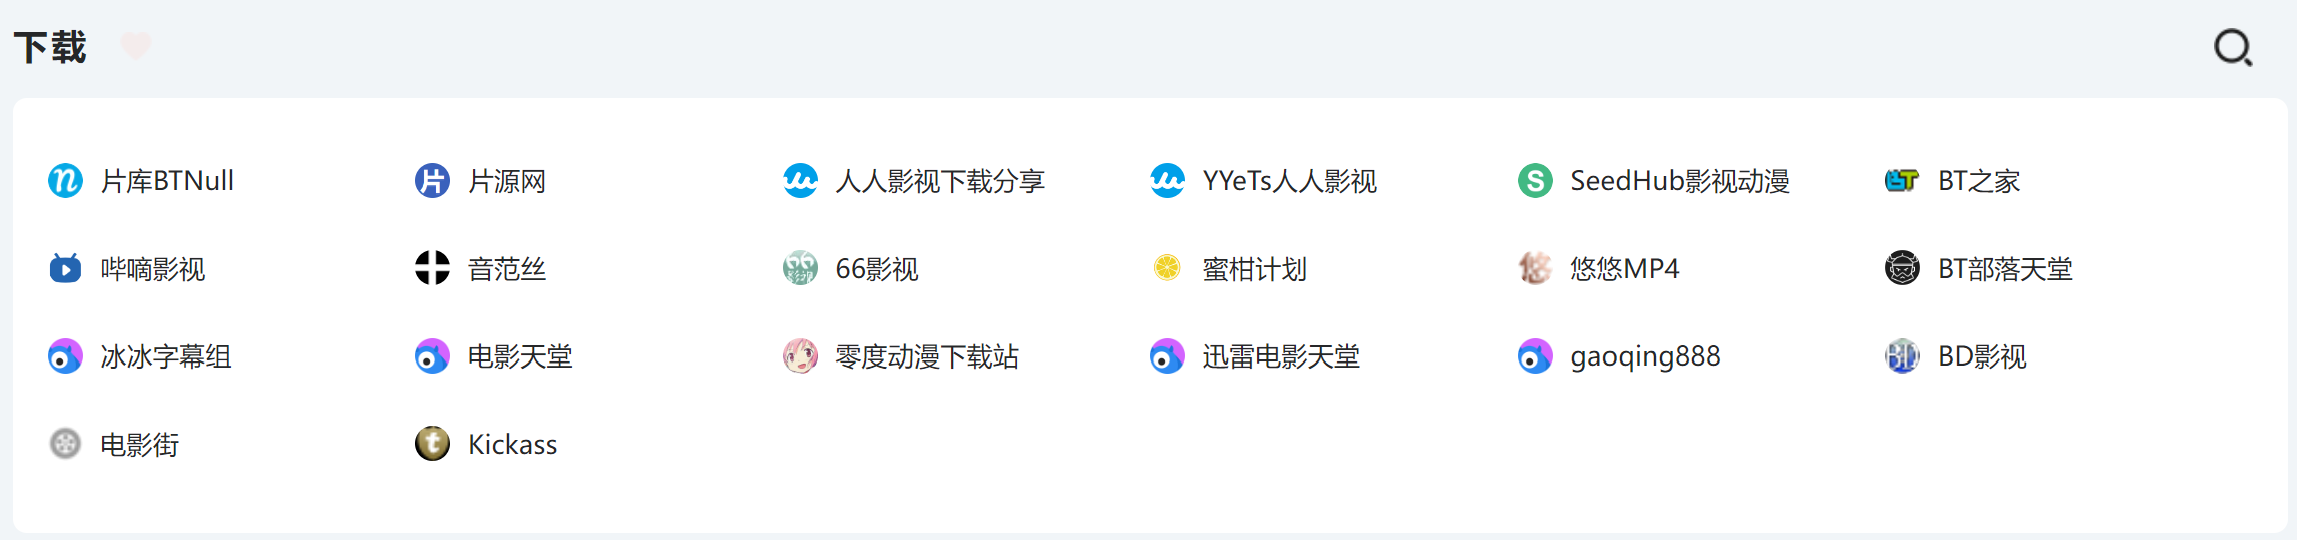 下载
片库BTNull 片源网 人人影视下载分享 YYeTs人人影视 SeedHub影视动漫 BT之家
哔嘀影视 音范丝 66影视 蜜柑计划 悠悠MP4 BT部落天堂
冰冰字幕组 电影天堂 零度动漫下载站 迅雷电影天堂 gaoqing888 BD影视
电影街 Kickass